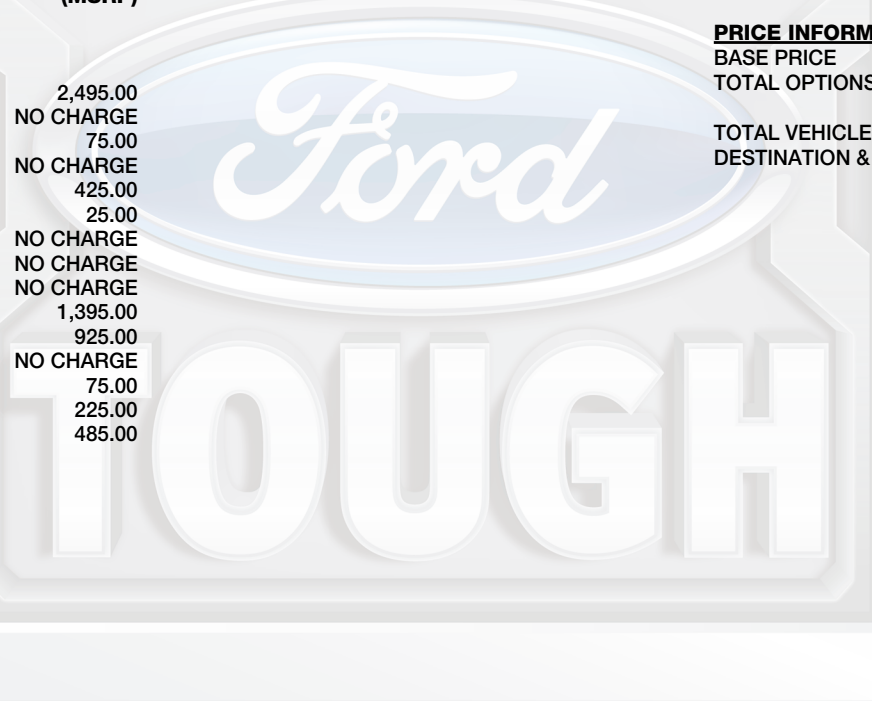 (MSRP)
2,495.00
NO CHARGE
75.00
NO CHARGE
425.00
25.00
NO CHARGE
NO CHARGE
NO CHARGE
1,395.00
925.00
NO CHARGE
75.00
225.00
485.00
PRICE INFORM
BASE PRICE
TOTAL OPTIONS
TOTAL VEHICLE
DESTINATION &
Ford
TOUGH